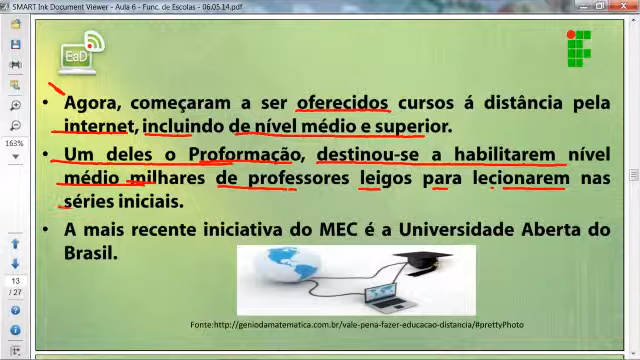 SMART Ink Document Viewer - Aula 6 - Func. de Escolas - 06.05.14.pdf
EaD
• Agora, começaram a ser oferecidos cursos á distância pela
internet, incluindo de nível médio e superior.
• Um deles o Proformação, destinou-se a habilitarem nível
médio milhares de professores leigos para lecionarem nas
séries iniciais.
• A mais recente iniciativa do MEC é a Universidade Aberta do
Brasil.
Fonte:http://geniodamatematica.com.br/vale-pena-fazer-educacao-distancia/#prettyPhoto
163%
13
/ 27